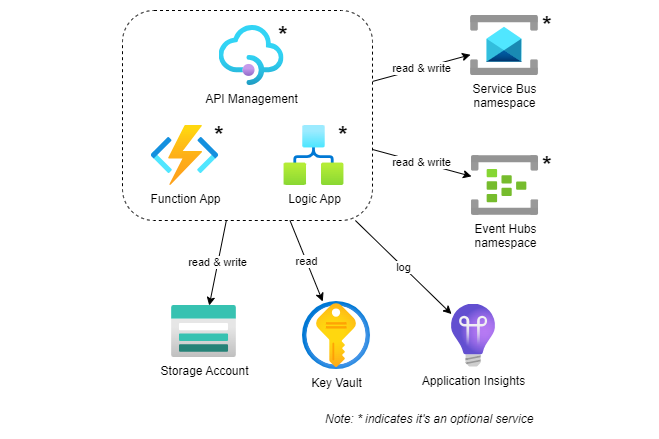 *
API Management
*
Function App
*
Logic App
read & write
*
Service Bus
namespace
read & write
*
Event Hubs
namespace
read & write
read
log
Storage Account
Key Vault
Application Insights
Note: * indicates it's an optional service